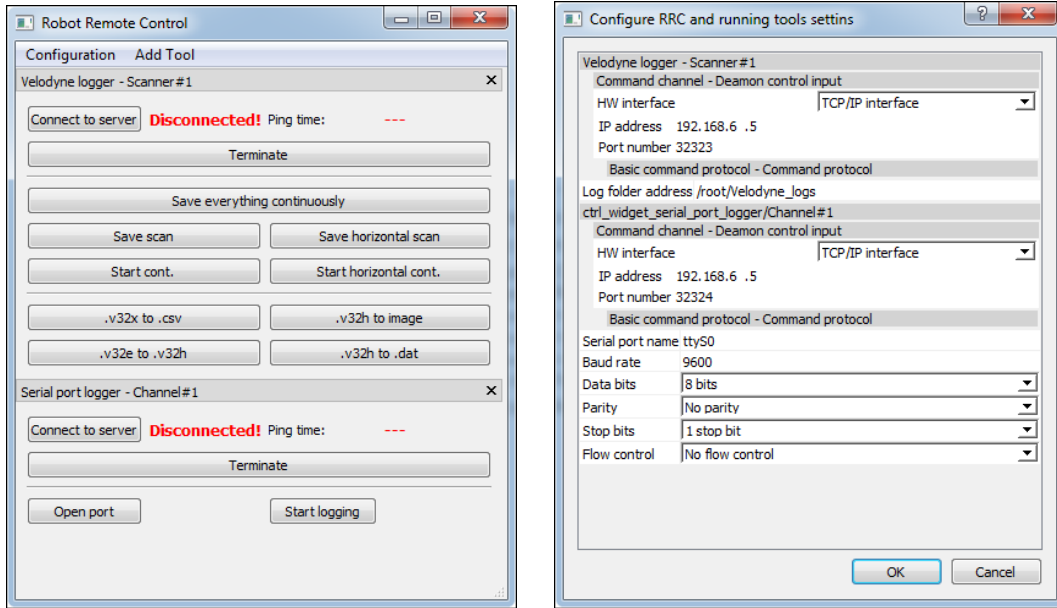 Robot Remote Control
Configuration Add Tool
Velodyne logger - Scanner#1
Connect to server Disconnected! Ping time: ---
Terminate
Save everything continuously
Save scan Save horizontal scan
Start cont. Start horizontal cont.
.v32x to .csv .v32h to image
.v32e to .v32h .v32h to .dat
Serial port logger - Channel#1
Connect to server Disconnected! Ping time: ---
Terminate
Open port Start logging
Configure RRC and running tools settins
Velodyne logger - Scanner#1
Command channel - Deamon control input
HW interface TCP/IP interface
IP address 192.168.6 .5
Port number 32323
Basic command protocol - Command protocol
Log folder address /root/Velodyne_logs
ctrl_widget_serial_port_logger/Channel#1
Command channel - Deamon control input
HW interface TCP/IP interface
IP address 192.168.6 .5
Port number 32324
Basic command protocol - Command protocol
Serial port name ttyS0
Baud rate 9600
Data bits 8 bits
Parity No parity
Stop bits 1 stop bit
Flow control No flow control
OK Cancel